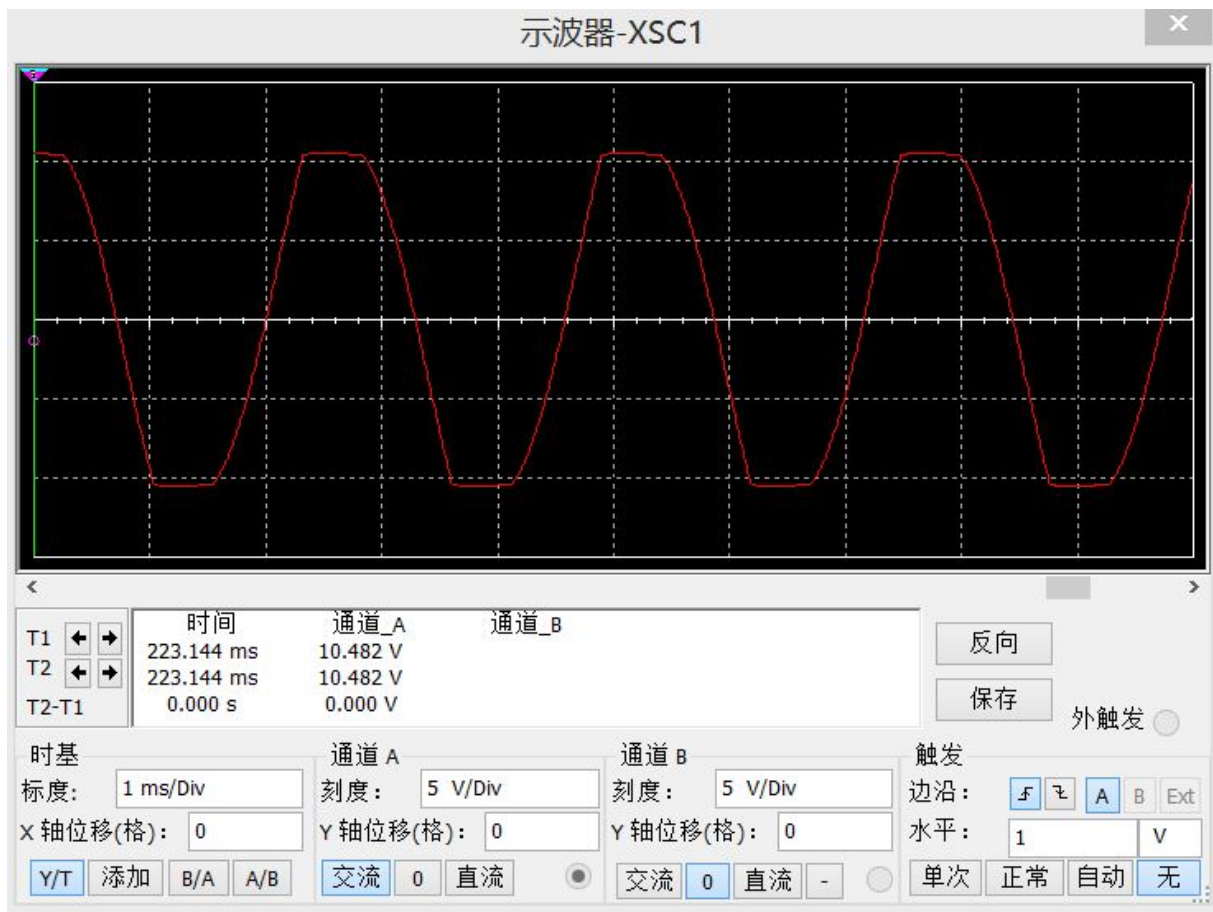 示波器-XSC1
时间 通道_A 通道_B
T1 223.144 ms 10.482 V
T2 223.144 ms 10.482 V
T2-T1 0.000 s 0.000 V
反向
保存
外触发
时基 通道 A 通道 B 触发
标度: 1 ms/Div 刻度: 5 V/Div 刻度: 5 V/Div 边沿: A B Ext
X 轴位移(格): 0 Y 轴位移(格): 0 Y 轴位移(格): 0 水平: 1 V
Y/T 添加 B/A A/B 交流 0 直流 交流 0 直流 - 单次 正常 自动 无